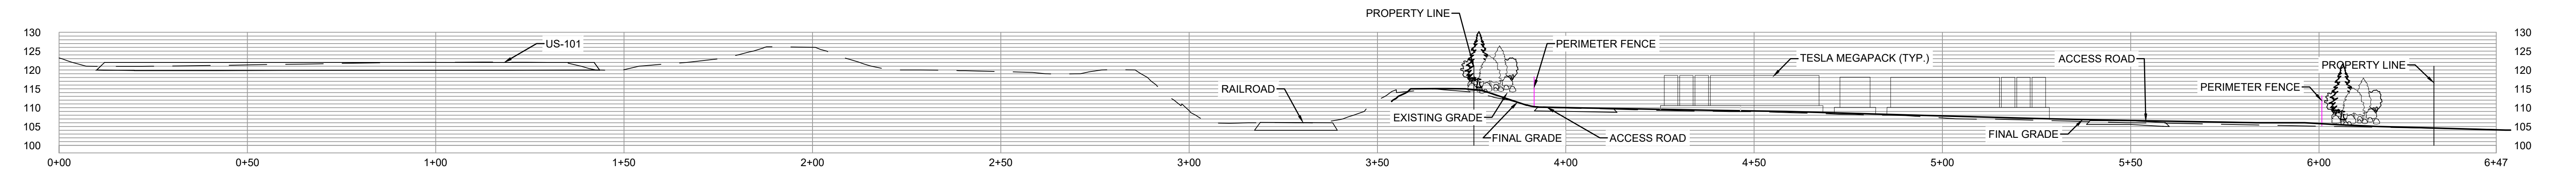 PROPERTY LINE
130
125
120
115
110
105
100
US-101
RAILROAD
PERIMETER FENCE
TESLA MEGAPACK (TYP.)
ACCESS ROAD
PROPERTY LINE
PERIMETER FENCE
EXISTING GRADE
FINAL GRADE
ACCESS ROAD
FINAL GRADE
130
125
120
115
110
105
100
0+00 0+50 1+00 1+50 2+00 2+50 3+00 3+50 4+00 4+50 5+00 5+50 6+00 6+47